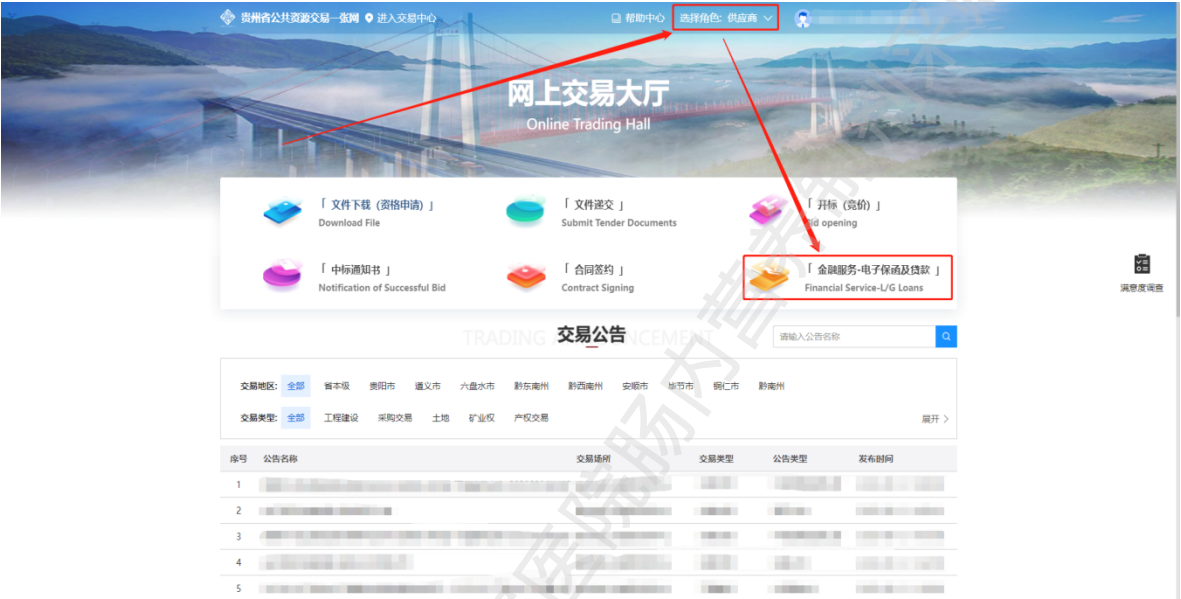 贵州省公共资源交易一张网 进入交易中心 帮助中心 选择角色: 供应商
网上交易大厅
Online Trading Hall
「 文件下载 (资格申请) 」 「 文件递交 」 「 开标 (竞价) 」
Download File Submit Tender Documents Bid opening
「 中标通知书 」 「 合同签约 」 「 金融服务-电子保函及贷款 」
Notification of Successful Bid Contract Signing Financial Service-L/G Loans
满意度调查
交易公告 请输入公告名称
交易地区: 全部 省本级 贵阳市 遵义市 六盘水市 黔东南州 黔西南州 安顺市 毕节市 铜仁市 黔南州
交易类型: 全部 工程建设 采购交易 土地 矿业权 产权交易 展开
序号 公告名称 交易场所 交易类型 公告类型 发布时间
1
2
3
4
5
医院肠内营养制